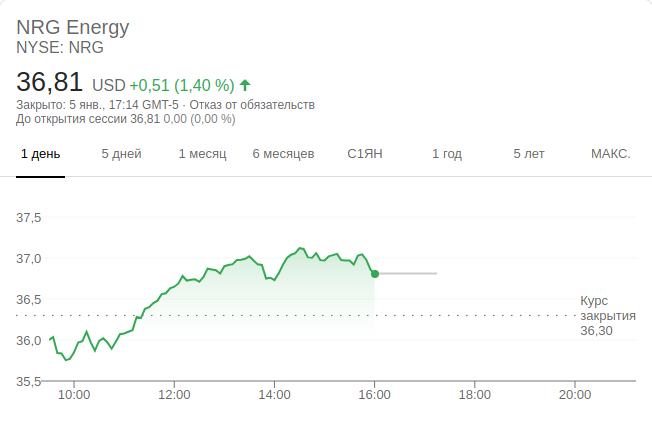 NRG Energy
NYSE: NRG
36,81 USD +0,51 (1,40 %)
Закрыто: 5 янв., 17:14 GMT-5 · Отказ от обязательств
До открытия сессии 36,81 0,00 (0,00 %)
1 день 5 дней 1 месяц 6 месяцев С1ЯН 1 год 5 лет МАКС.
37,5
37,0
36,5
Курс
закрытия
36,30
36,0
35,5
10:00 12:00 14:00 16:00 18:00 20:00